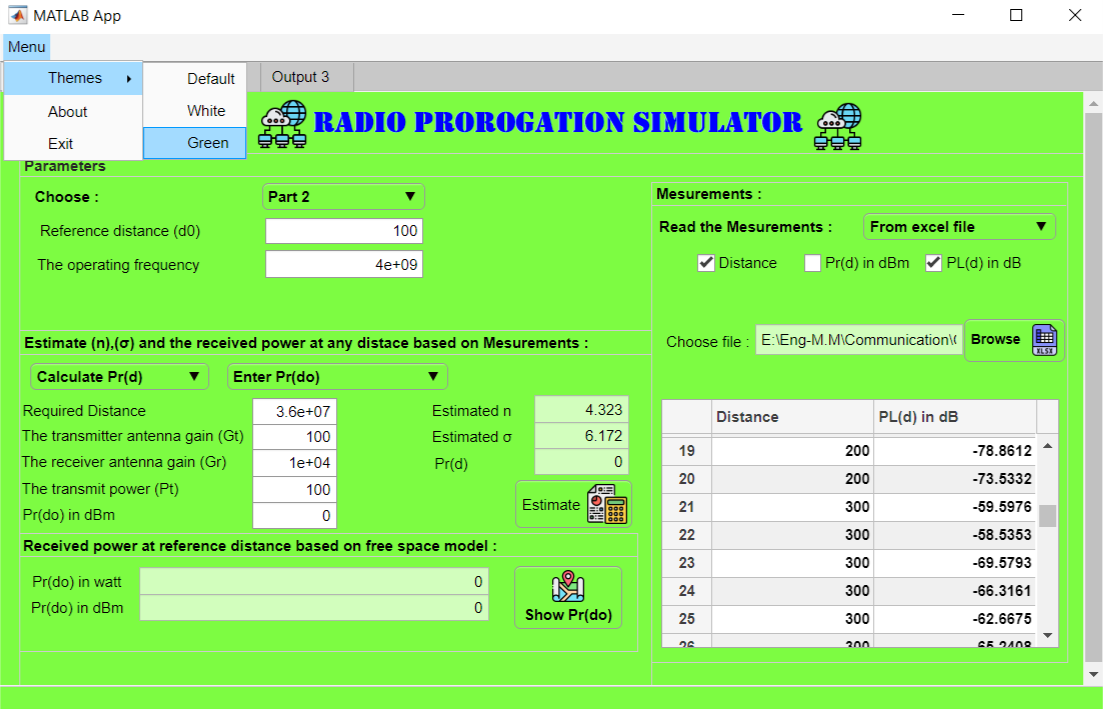 MATLAB App
Menu
Themes
Default
Output 3
About
White
Exit
Green
RADIO PROROGATION SIMULATOR
Parameters
Choose :
Part 2
Reference distance (d0)
100
The operating frequency
4e+09
Mesurements :
Read the Mesurements :
From excel file
Distance
Pr(d) in dBm
PL(d) in dB
Choose file :
E:\Eng-M.M\Communication\
Browse
XLSX
Estimate (n),(σ) and the received power at any distace based on Mesurements :
Calculate Pr(d)
Enter Pr(do)
Required Distance
3.6e+07
The transmitter antenna gain (Gt)
100
The receiver antenna gain (Gr)
1e+04
The transmit power (Pt)
100
Pr(do) in dBm
0
Estimated n
4.323
Estimated σ
6.172
Pr(d)
0
Estimate
Received power at reference distance based on free space model :
Pr(do) in watt
0
Pr(do) in dBm
0
Show Pr(do)
Distance PL(d) in dB
19 200 -78.8612
20 200 -73.5332
21 300 -59.5976
22 300 -58.5353
23 300 -69.5793
24 300 -66.3161
25 300 -62.6675
26 300 -65.2408